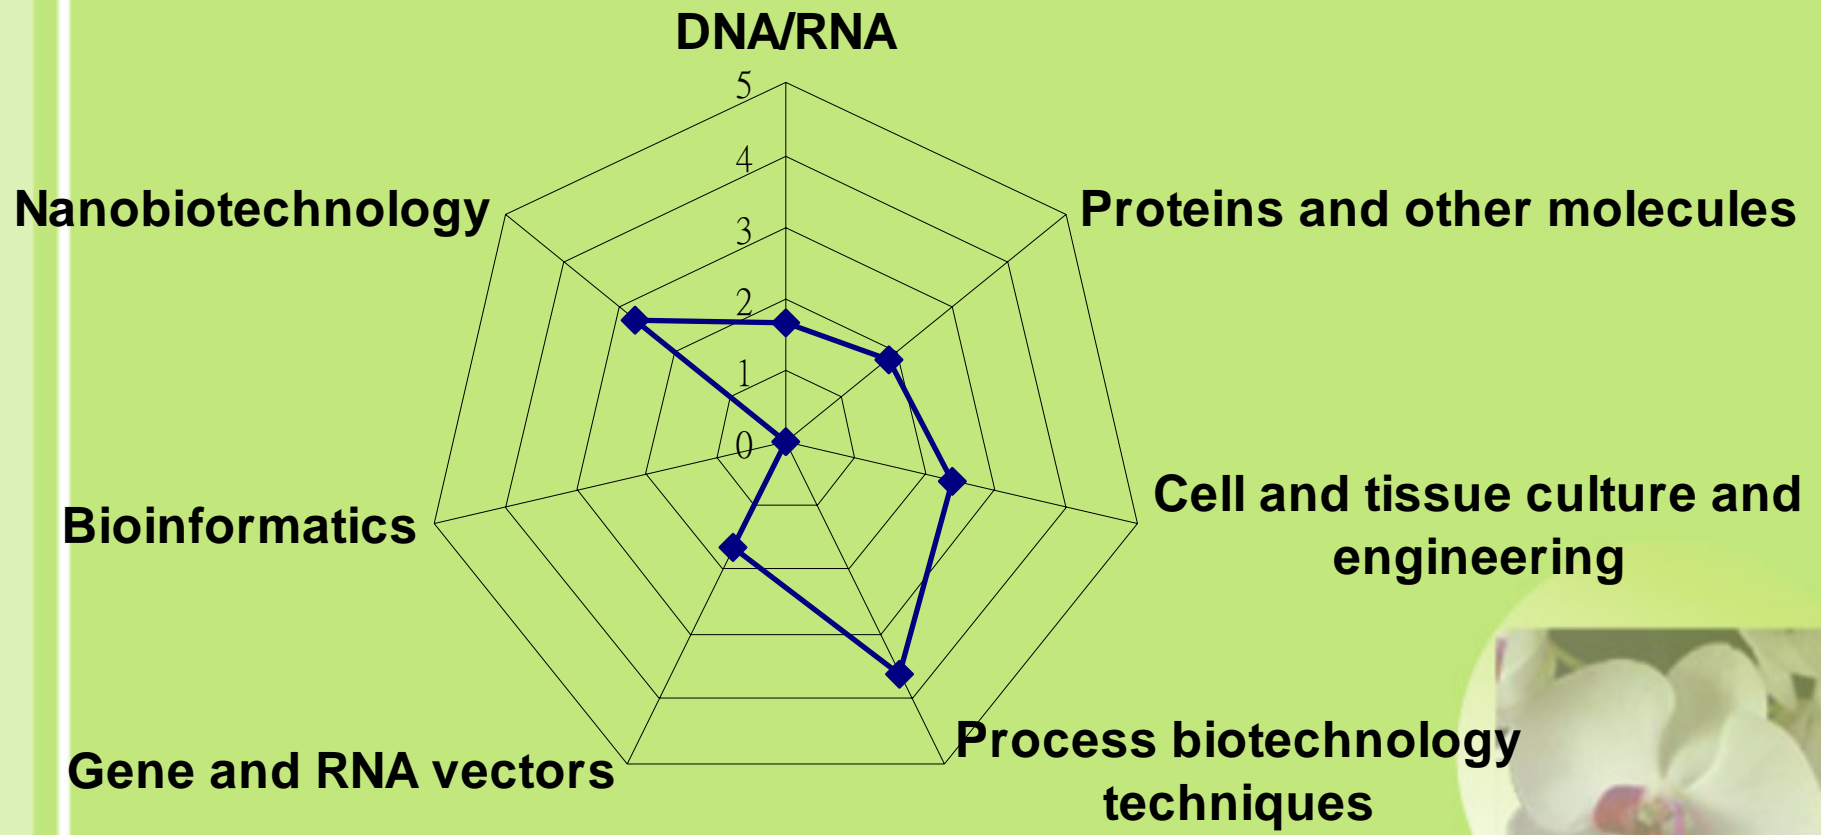 DNA/RNA
5
4
Nanobiotechnology
Proteins and other molecules
3
2
1
0
Cell and tissue culture and
engineering
Bioinformatics
Process biotechnology
techniques
Gene and RNA vectors